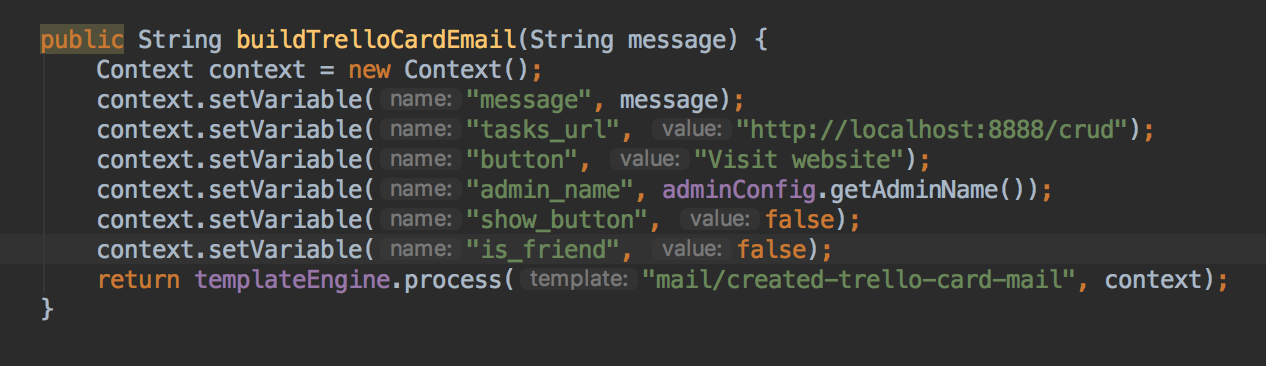 public String buildTrelloCardEmail(String message) {
    Context context = new Context();
    context.setVariable( name: "message", message);
    context.setVariable( name: "tasks_url", value: "http://localhost:8888/crud");
    context.setVariable( name: "button", value: "Visit website");
    context.setVariable( name: "admin_name", adminConfig.getAdminName());
    context.setVariable( name: "show_button", value: false);
    context.setVariable( name: "is_friend", value: false);
    return templateEngine.process( template: "mail/created-trello-card-mail", context);
}